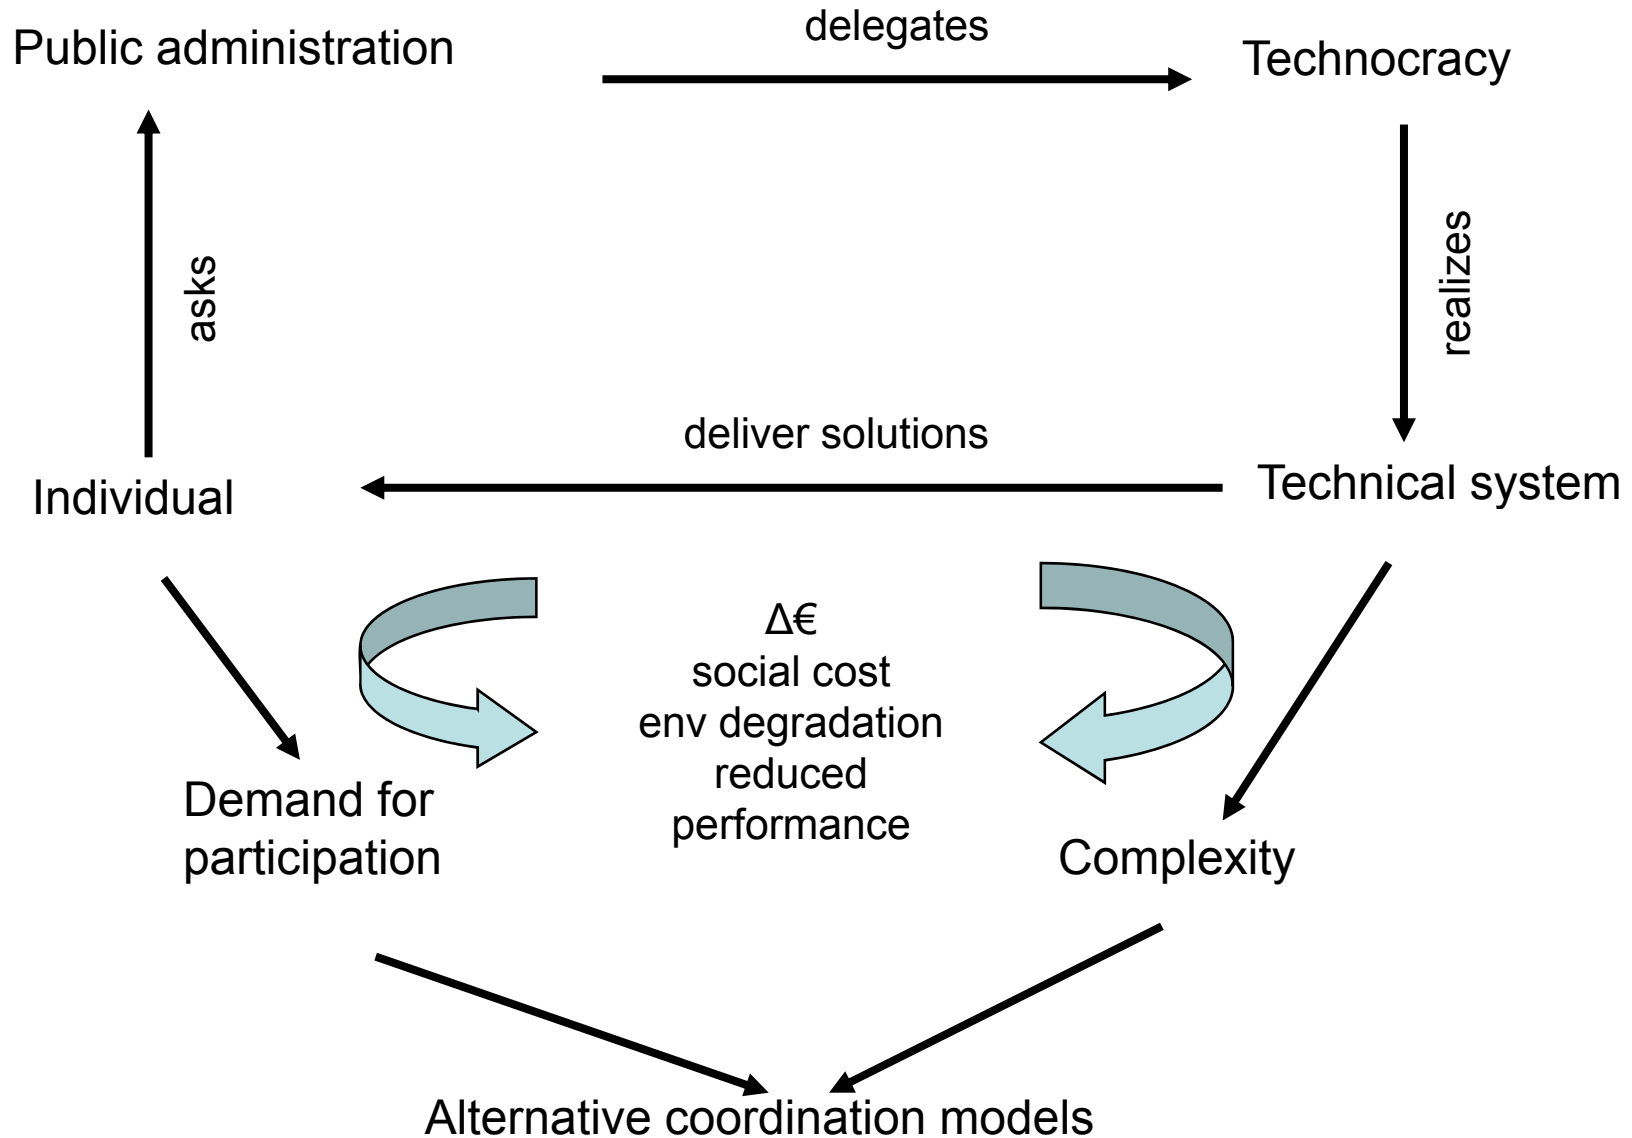 Public administration
delegates
Technocracy
asks
realizes
deliver solutions
Individual
Technical system
Δ€
social cost
env degradation
reduced
performance
Demand for
participation
Complexity
Alternative coordination models